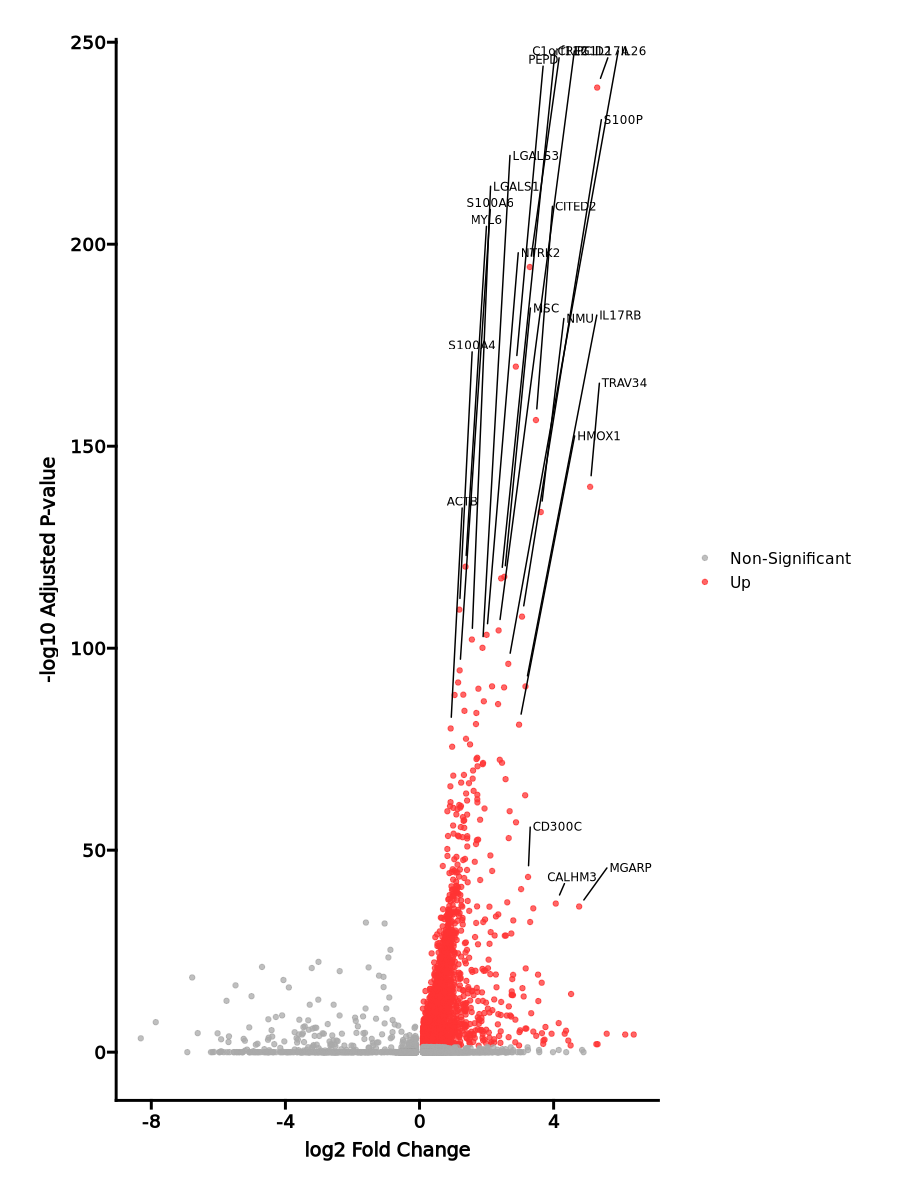 250
200
150
100
50
0
-8
-4
0
4
-log10 Adjusted P-value
log2 Fold Change
IL26
PEPD
S100P
LGALS3
LGALS1
S100A6
CITED2
MYL6
NTRK2
MSC
NMU
IL17RB
S100A4
TRAV34
HMOX1
ACTB
CD300C
CALHM3
MGARP
Non-Significant
Up